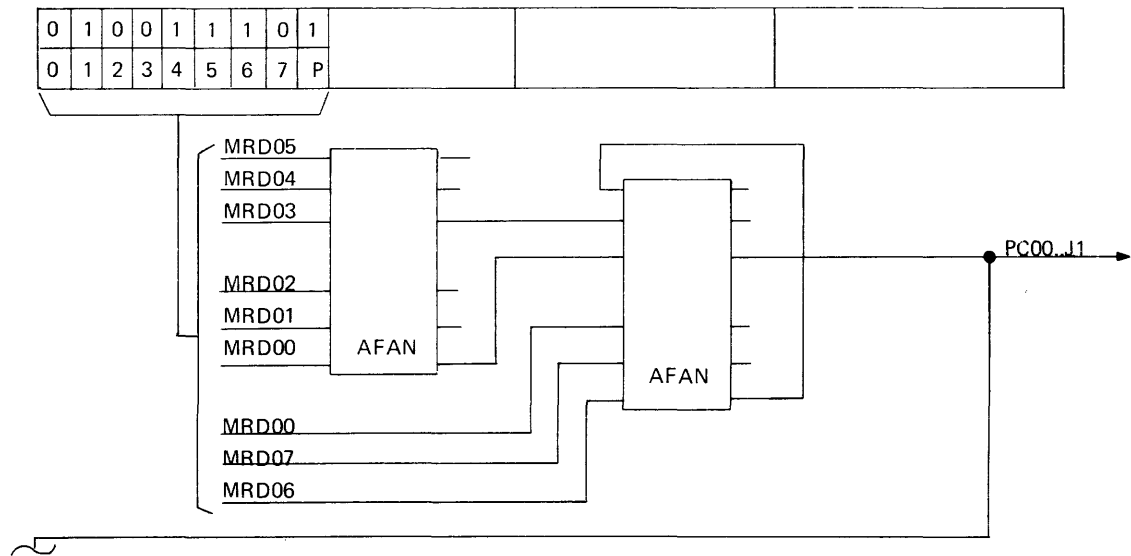 0 1 0 0 1 1 1 0 1
0 1 2 3 4 5 6 7 P
MRD05
MRD04
MRD03
MRD02
MRD01
MRD00
AFAN
AFAN
MRD00
MRD07
MRD06
PC00..J1